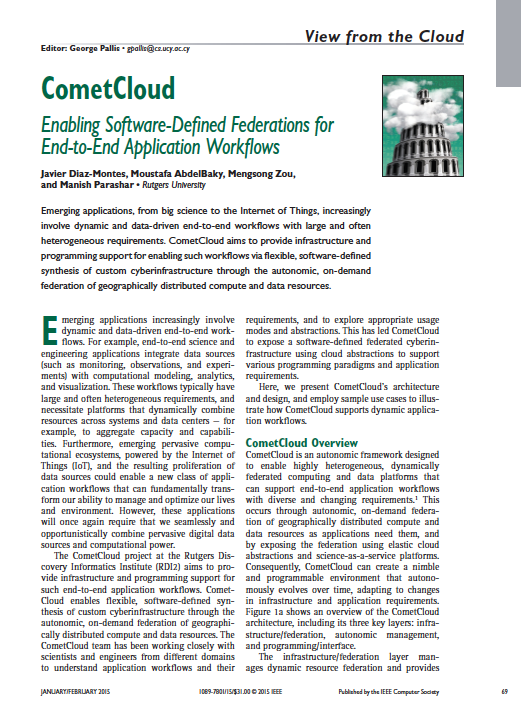 View from the Cloud
Editor: George Pallis • gpallis@cs.ucy.ac.cy
CometCloud
Enabling Software-Defined Federations for
End-to-End Application Workflows
Javier Diaz-Montes, Moustafa AbdelBaky, Mengsong Zou,
and Manish Parashar • Rutgers University
Emerging applications, from big science to the Internet of Things, increasingly
involve dynamic and data-driven end-to-end workflows with large and often
heterogeneous requirements. CometCloud aims to provide infrastructure and
programming support for enabling such workflows via flexible, software-defined
synthesis of custom cyberinfrastructure through the autonomic, on-demand
federation of geographically distributed compute and data resources.
Emerging applications increasingly involve
dynamic and data-driven end-to-end work-
flows. For example, end-to-end science and
engineering applications integrate data sources
(such as monitoring, observations, and experi-
ments) with computational modeling, analytics,
and visualization. These workflows typically have
large and often heterogeneous requirements, and
necessitate platforms that dynamically combine
resources across systems and data centers — for
example, to aggregate capacity and capabili-
ties. Furthermore, emerging pervasive compu-
tational ecosystems, powered by the Internet of
Things (IoT), and the resulting proliferation of
data sources could enable a new class of appli-
cation workflows that can fundamentally trans-
form our ability to manage and optimize our lives
and environment. However, these applications
will once again require that we seamlessly and
opportunistically combine pervasive digital data
sources and computational power.
The CometCloud project at the Rutgers Dis-
covery Informatics Institute (RDI2) aims to pro-
vide infrastructure and programming support for
such end-to-end application workflows. Comet-
Cloud enables flexible, software-defined syn-
thesis of custom cyberinfrastructure through the
autonomic, on-demand federation of geographi-
cally distributed compute and data resources. The
CometCloud team has been working closely with
scientists and engineers from different domains
to understand application workflows and their
requirements, and to explore appropriate usage
modes and abstractions. This has led CometCloud
to expose a software-defined federated cyberin-
frastructure using cloud abstractions to support
various programming paradigms and application
requirements.
Here, we present CometCloud's architecture
and design, and employ sample use cases to illus-
trate how CometCloud supports dynamic applica-
tion workflows.
CometCloud Overview
CometCloud is an autonomic framework designed
to enable highly heterogeneous, dynamically
federated computing and data platforms that
can support end-to-end application workflows
with diverse and changing requirements.1 This
occurs through autonomic, on-demand federa-
tion of geographically distributed compute and
data resources as applications need them, and
by exposing the federation using elastic cloud
abstractions and science-as-a-service platforms.
Consequently, CometCloud can create a nimble
and programmable environment that autono-
mously evolves over time, adapting to changes
in infrastructure and application requirements.
Figure 1a shows an overview of the CometCloud
architecture, including its three key layers: infra-
structure/federation, autonomic management,
and programming/interface.
The infrastructure/federation layer man-
ages dynamic resource federation and provides
JANUARY/FEBRUARY 2015
1089-7801/15/$31.00 © 2015 IEEE
Published by the IEEE Computer Society
69